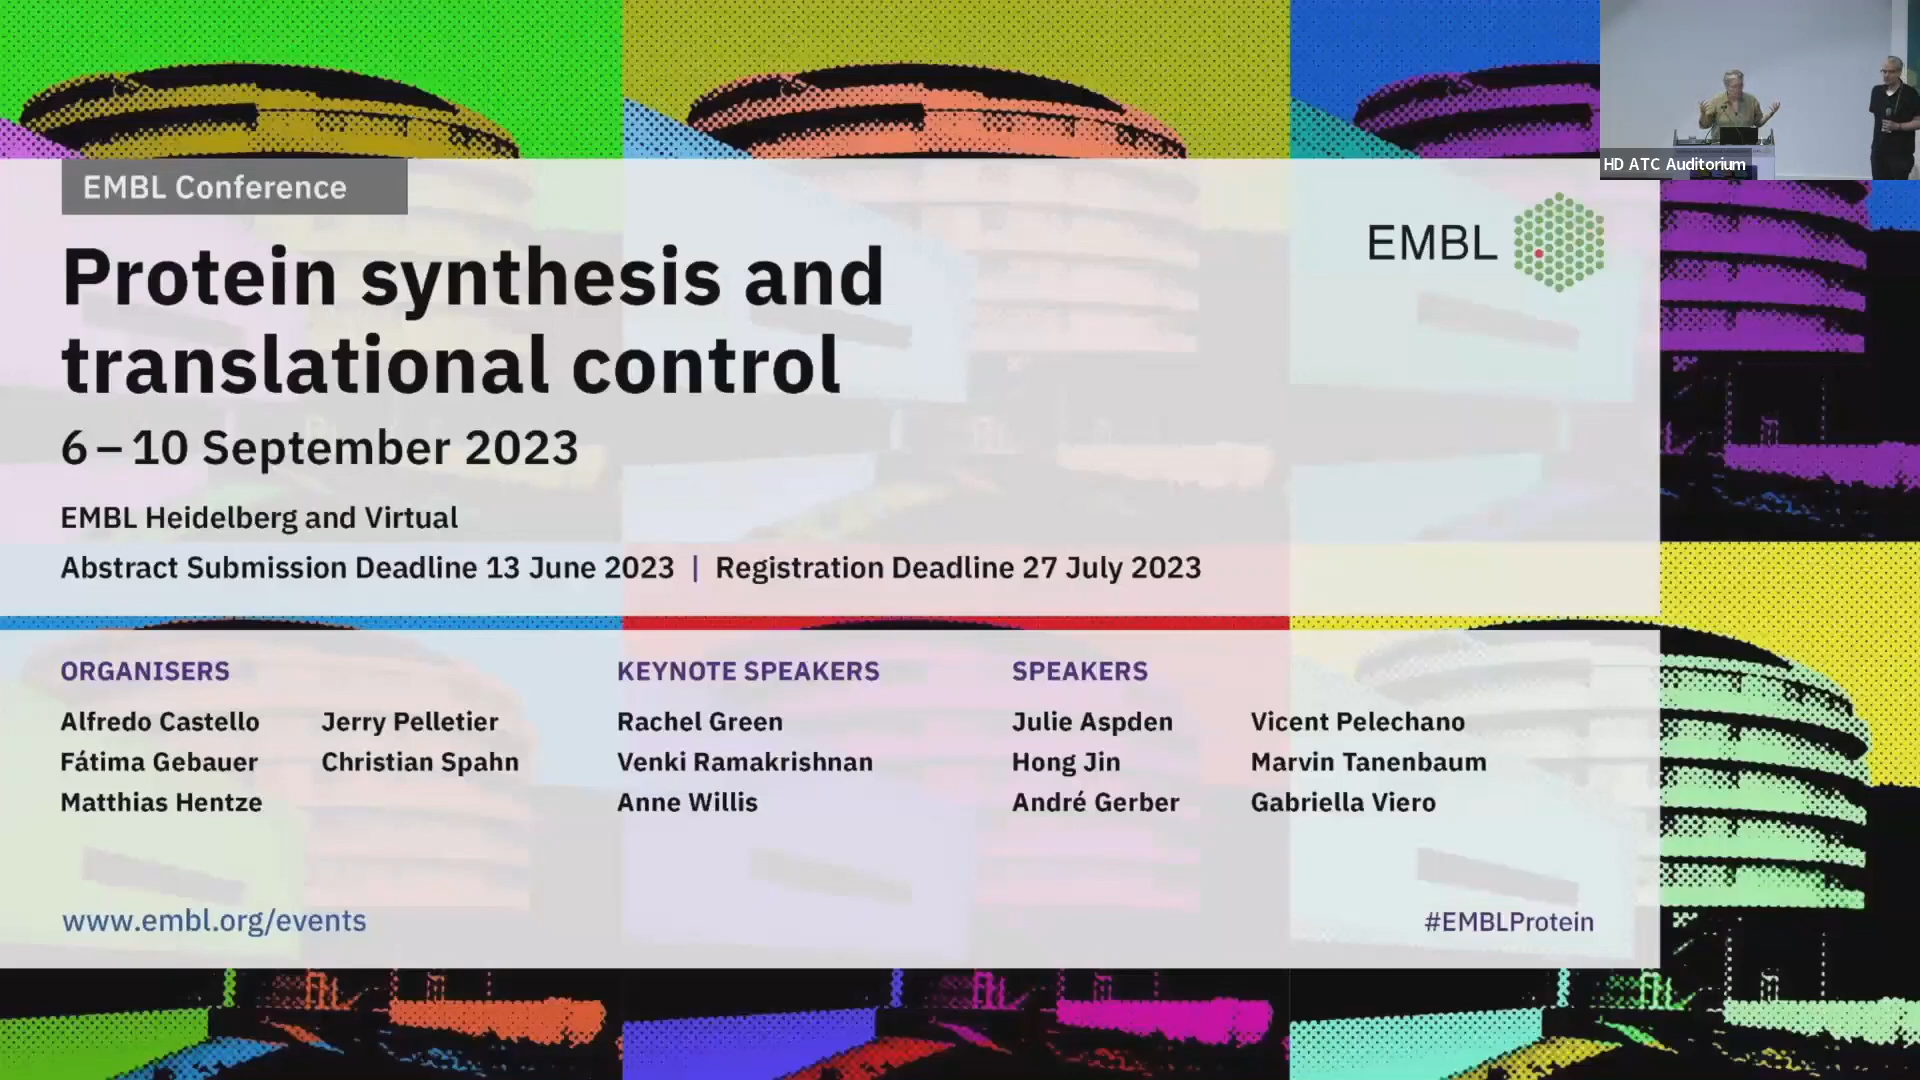 HD ATC Auditorium
EMBL Conference
EMBL
Protein synthesis and
translational control
6 – 10 September 2023
EMBL Heidelberg and Virtual
Abstract Submission Deadline 13 June 2023 | Registration Deadline 27 July 2023
ORGANISERS
Alfredo Castello
Fátima Gebauer
Matthias Hentze
Jerry Pelletier
Christian Spahn
KEYNOTE SPEAKERS
Rachel Green
Venki Ramakrishnan
Anne Willis
SPEAKERS
Julie Aspden
Hong Jin
André Gerber
Vicent Pelechano
Marvin Tanenbaum
Gabriella Viero
www.embl.org/events
#EMBLProtein